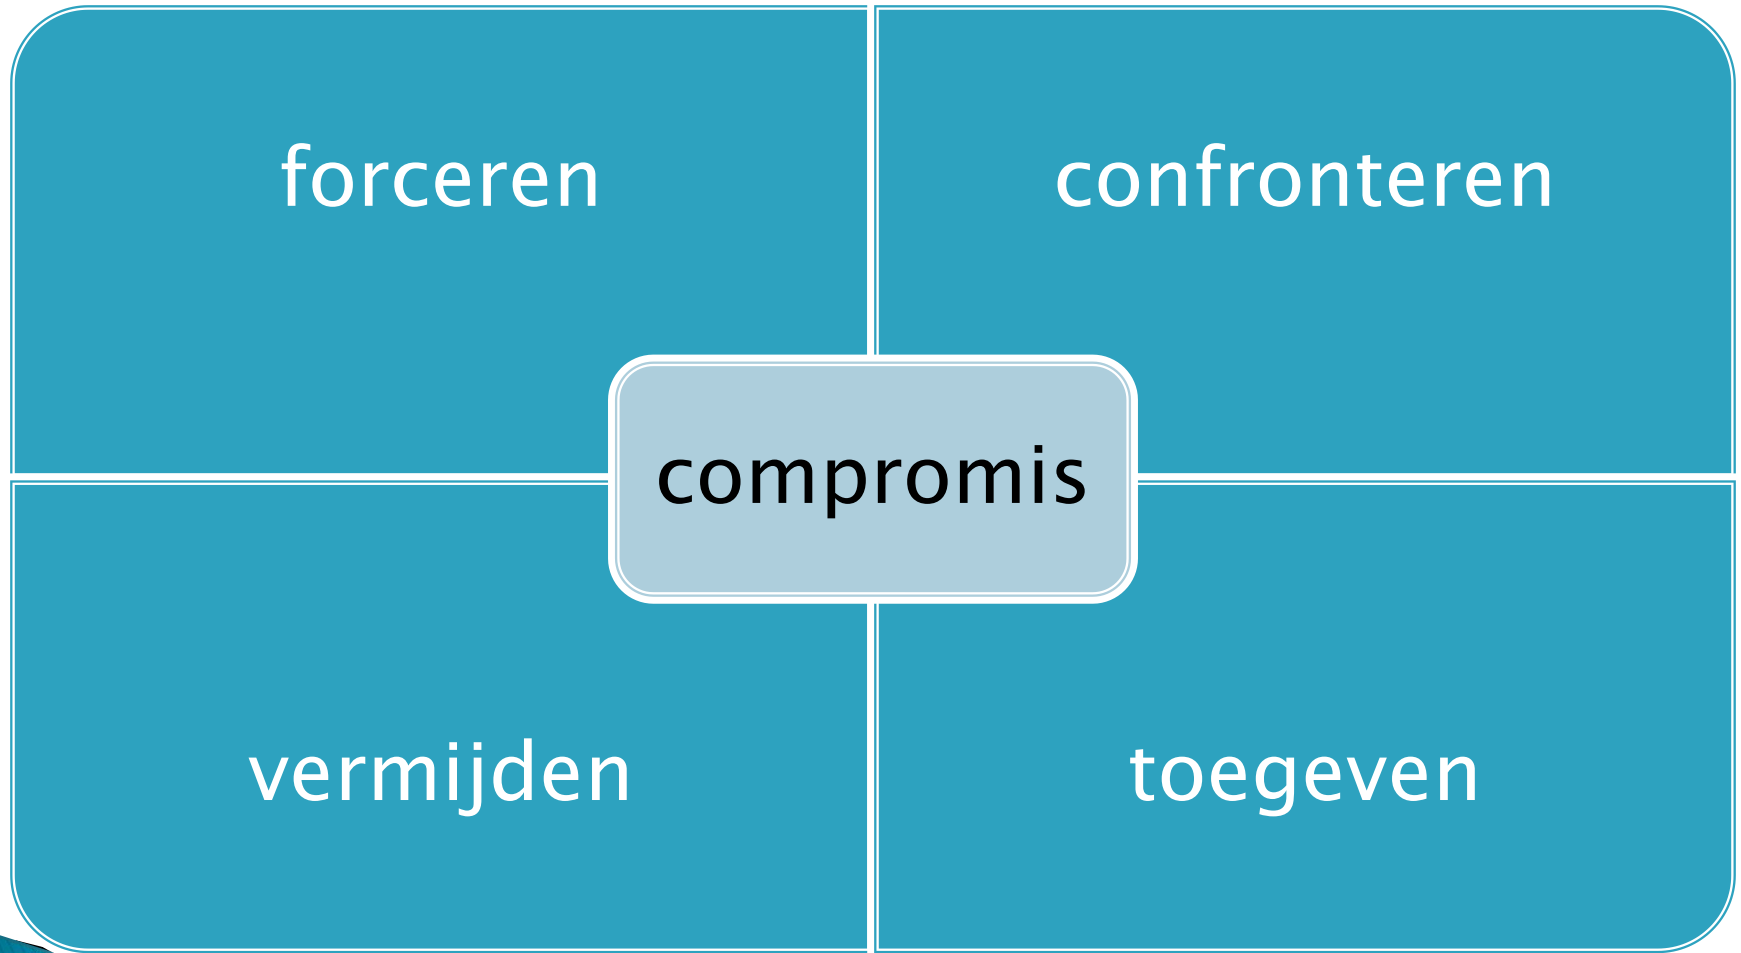 forceren
confronteren
compromis
vermijden
toegeven